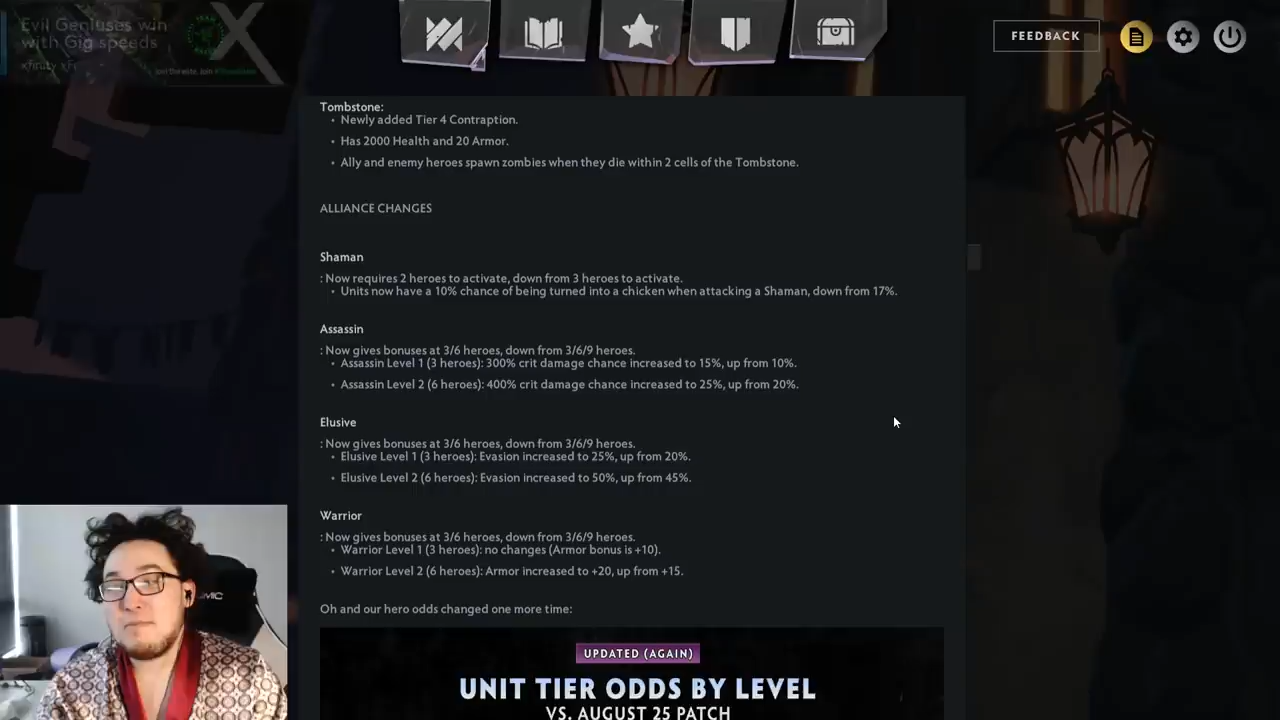 Evil Geniuses win
with Gig speeds
FEEDBACK
Tombstone:
• Newly added Tier 4 Contraption.
• Has 2000 Health and 20 Armor.
• Ally and enemy heroes spawn zombies when they die within 2 cells of the Tombstone.
ALLIANCE CHANGES
Shaman
: Now requires 2 heroes to activate, down from 3 heroes to activate.
• Units now have a 10% chance of being turned into a chicken when attacking a Shaman, down from 17%.
Assassin
: Now gives bonuses at 3/6 heroes, down from 3/6/9 heroes.
• Assassin Level 1 (3 heroes): 300% crit damage chance increased to 15%, up from 10%.
• Assassin Level 2 (6 heroes): 400% crit damage chance increased to 25%, up from 20%.
Elusive
: Now gives bonuses at 3/6 heroes, down from 3/6/9 heroes.
• Elusive Level 1 (3 heroes): Evasion increased to 25%, up from 20%.
• Elusive Level 2 (6 heroes): Evasion increased to 50%, up from 45%.
Warrior
: Now gives bonuses at 3/6 heroes, down from 3/6/9 heroes.
• Warrior Level 1 (3 heroes): no changes (Armor bonus is +10).
• Warrior Level 2 (6 heroes): Armor increased to +20, up from +15.
Oh and our hero odds changed one more time:
UPDATED (AGAIN)
UNIT TIER ODDS BY LEVEL
VS. AUGUST 25 PATCH